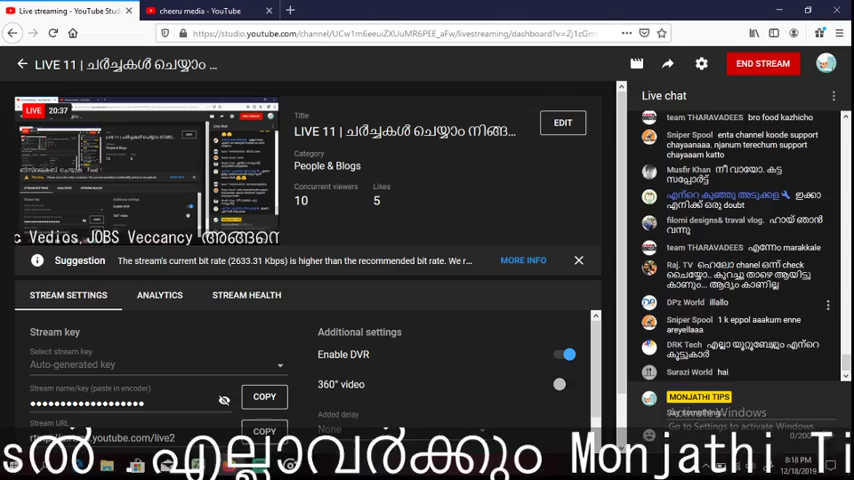 Live streaming - YouTube Stud
cheeru media - YouTube
https://studio.youtube.com/channel/UCw1m6eeuiZXUuMR6PEE_aFw/livestreaming/dashboard?v=Zj1cGm
LIVE 11 | ചർച്ചകൾ ചെയ്യാം ...
END STREAM
LIVE 20:37
c Vedios,JOBS Veccancy അങ്ങനെ
Title
LIVE 11 | ചർച്ചകൾ ചെയ്യാം നിങ്ങ...
EDIT
Category
People & Blogs
Concurrent viewers
Likes
10
5
Suggestion
The stream's current bit rate (2633.31 Kbps) is higher than the recommended bit rate. We r...
MORE INFO
STREAM SETTINGS
ANALYTICS
STREAM HEALTH
Stream key
Select stream key
Auto-generated key
Stream name/key (paste in encoder)
COPY
Stream URL
youtube.com/live2
COPY
Additional settings
Enable DVR
360° video
Added delay
None
Live chat
team THARAVADEES bro food kazhicho
Sniper Spool enta channel koode support
chayaanaaa. njanum terechum support
chayaaam katto
Musfir Khan നീ വായോ. കട്ട
സപ്പോർട്ട്
എന്റെ കുഞ്ഞു അടുക്കള ഇക്കാ
എനിക്ക് ഒരു doubt
filomi designs& traval vlog. ഹായ് ഞാൻ
വന്നു
team THARAVADEES എന്നേം marakkale
Raj. TV ഹെലോ chanel ഒന്ന് check
ചെയ്യോ.. കുറച്ചു താഴെ ആയിട്ടു
കാണും... ആദ്യം കാണില്ല
DPz World illallo
Sniper Spool 1 k eppol aaakum enne
areyellaaa
DRK Tech എല്ലാ യൂറ്റൂബേഴും എന്റെ
കൂട്ടുകാർ
Surazi World hai
MONJATHI TIPS
Say something...
Activate Windows
Go to Settings to activate Windows.
0/200
സൽ എല്ലാവർക്കും Monjathi Ti
8:18 PM
12/18/2019